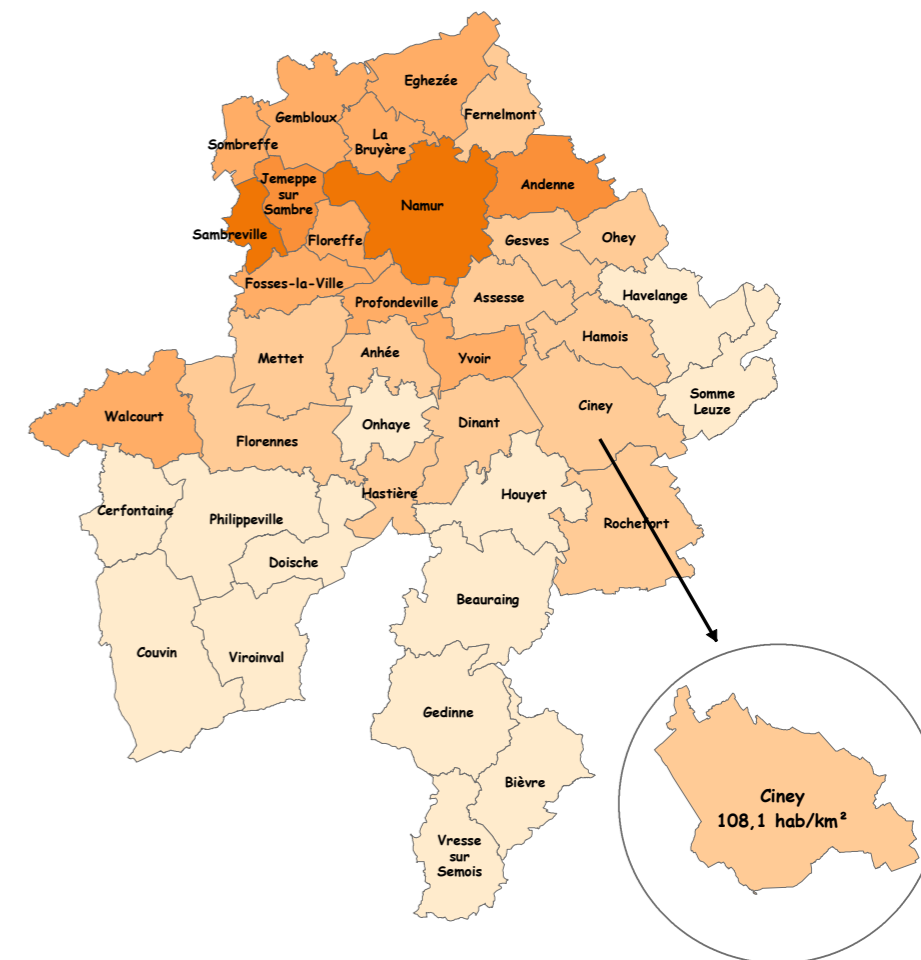 Eghezée
Gembloux
Fernelmont
La
Bruyère
Sombreffe
Jemeppe
sur
Sambre
Andenne
Namur
Sambreville
Floreffe
Gesves
Ohey
Fosses-la-Ville
Profondeville
Assesse
Havelange
Hamois
Mettet
Anhée
Yvoir
Somme
Leuze
Ciney
Walcourt
Onhaye
Dinant
Florennes
Hastière
Houyet
Cerfontaine
Philippeville
Rochefort
Doische
Beauraing
Couvin
Viroinval
Gedinne
Bièvre
Vresse
sur
Semois
Ciney
108,1 hab/km²